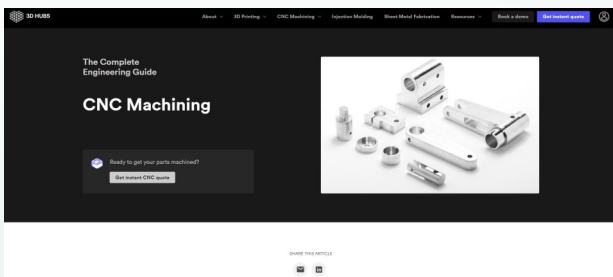 3D HUBS
About
3D Printing
CNC Machining
Injection Molding
Sheet Metal Fabrication
Resources
Book a demo
Get instant quote
The Complete
Engineering Guide
CNC Machining
Ready to get your parts machined?
Get instant CNC quote
SHARE THIS ARTICLE
in